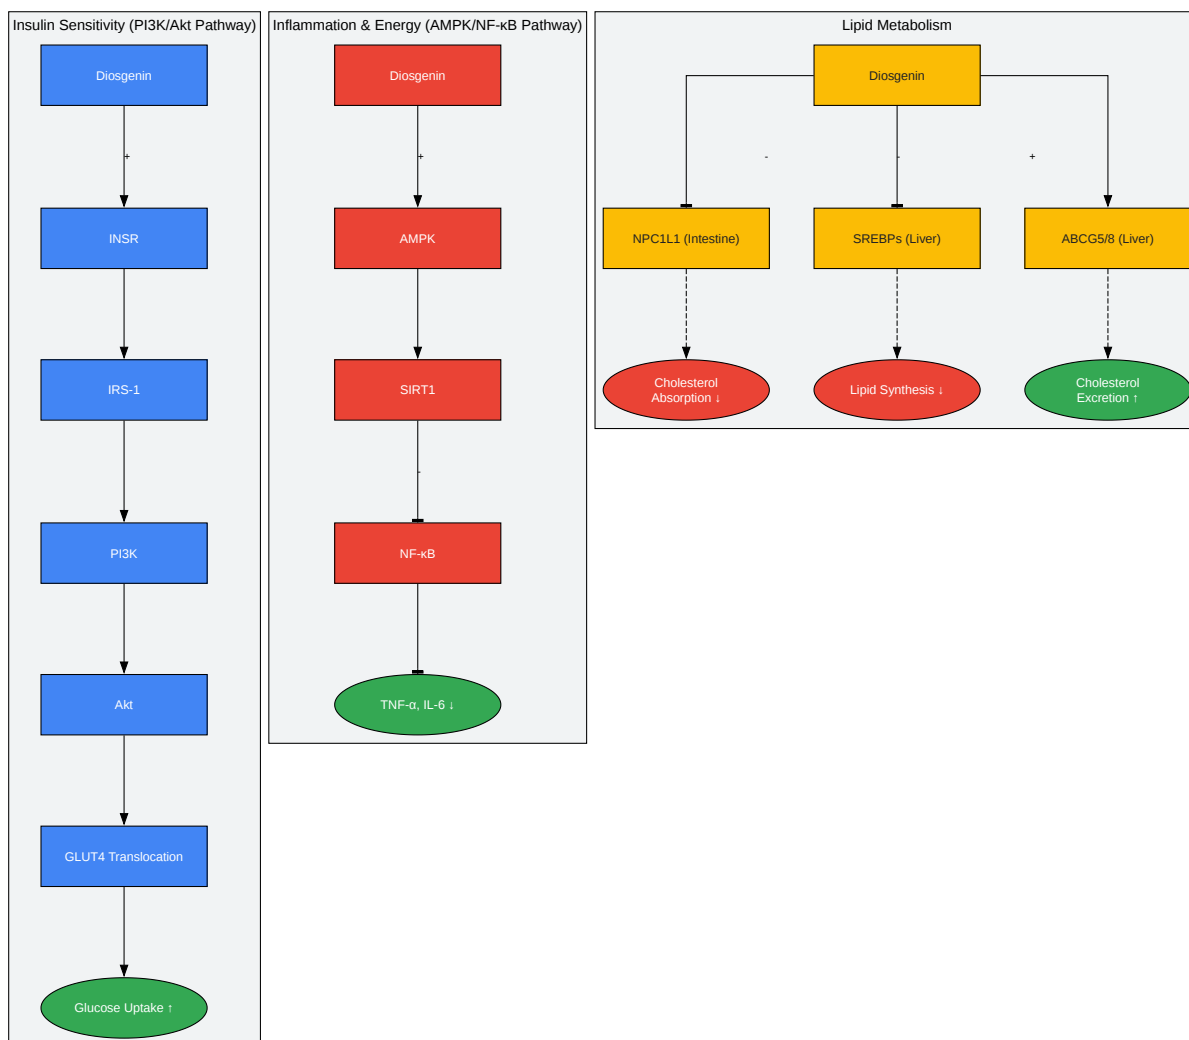 Insulin Sensitivity (PI3K/Akt Pathway)
Diosgenin
+
INSR
IRS-1
PI3K
Akt
GLUT4 Translocation
Glucose Uptake ↑
Inflammation & Energy (AMPK/NF-κB Pathway)
Diosgenin
+
AMPK
SIRT1
-
NF-κB
TNF-α, IL-6 ↓
Lipid Metabolism
Diosgenin
-
-
+
NPC1L1 (Intestine)
SREBPs (Liver)
ABCG5/8 (Liver)
Cholesterol
Absorption ↓
Lipid Synthesis ↓
Cholesterol
Excretion ↑